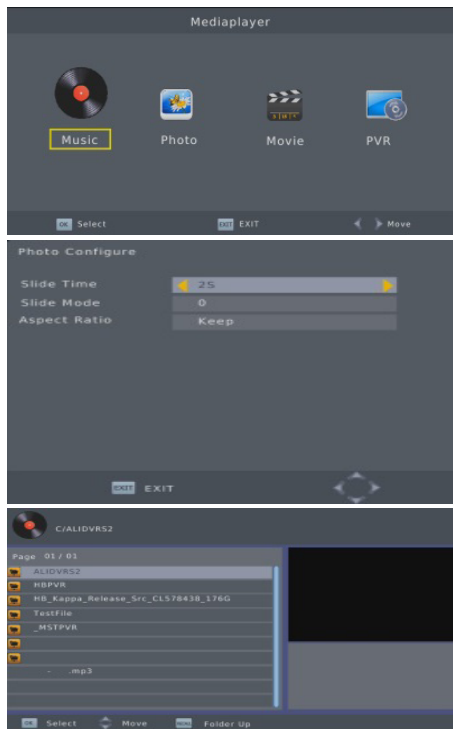 Mediaplayer
Music Photo Movie PVR
OK Select EXIT EXIT Move
Photo Configure
Slide Time 2S
Slide Mode 0
Aspect Ratio Keep
EXIT EXIT
C/ALIDVRS2
Page 01/01
ALIDVRS2
HBPVR
HB_Kappa_Release_Src_CL578438_176G
TestFile
_MSTPVR
- .mp3
OK Select Move MENU Folder Up